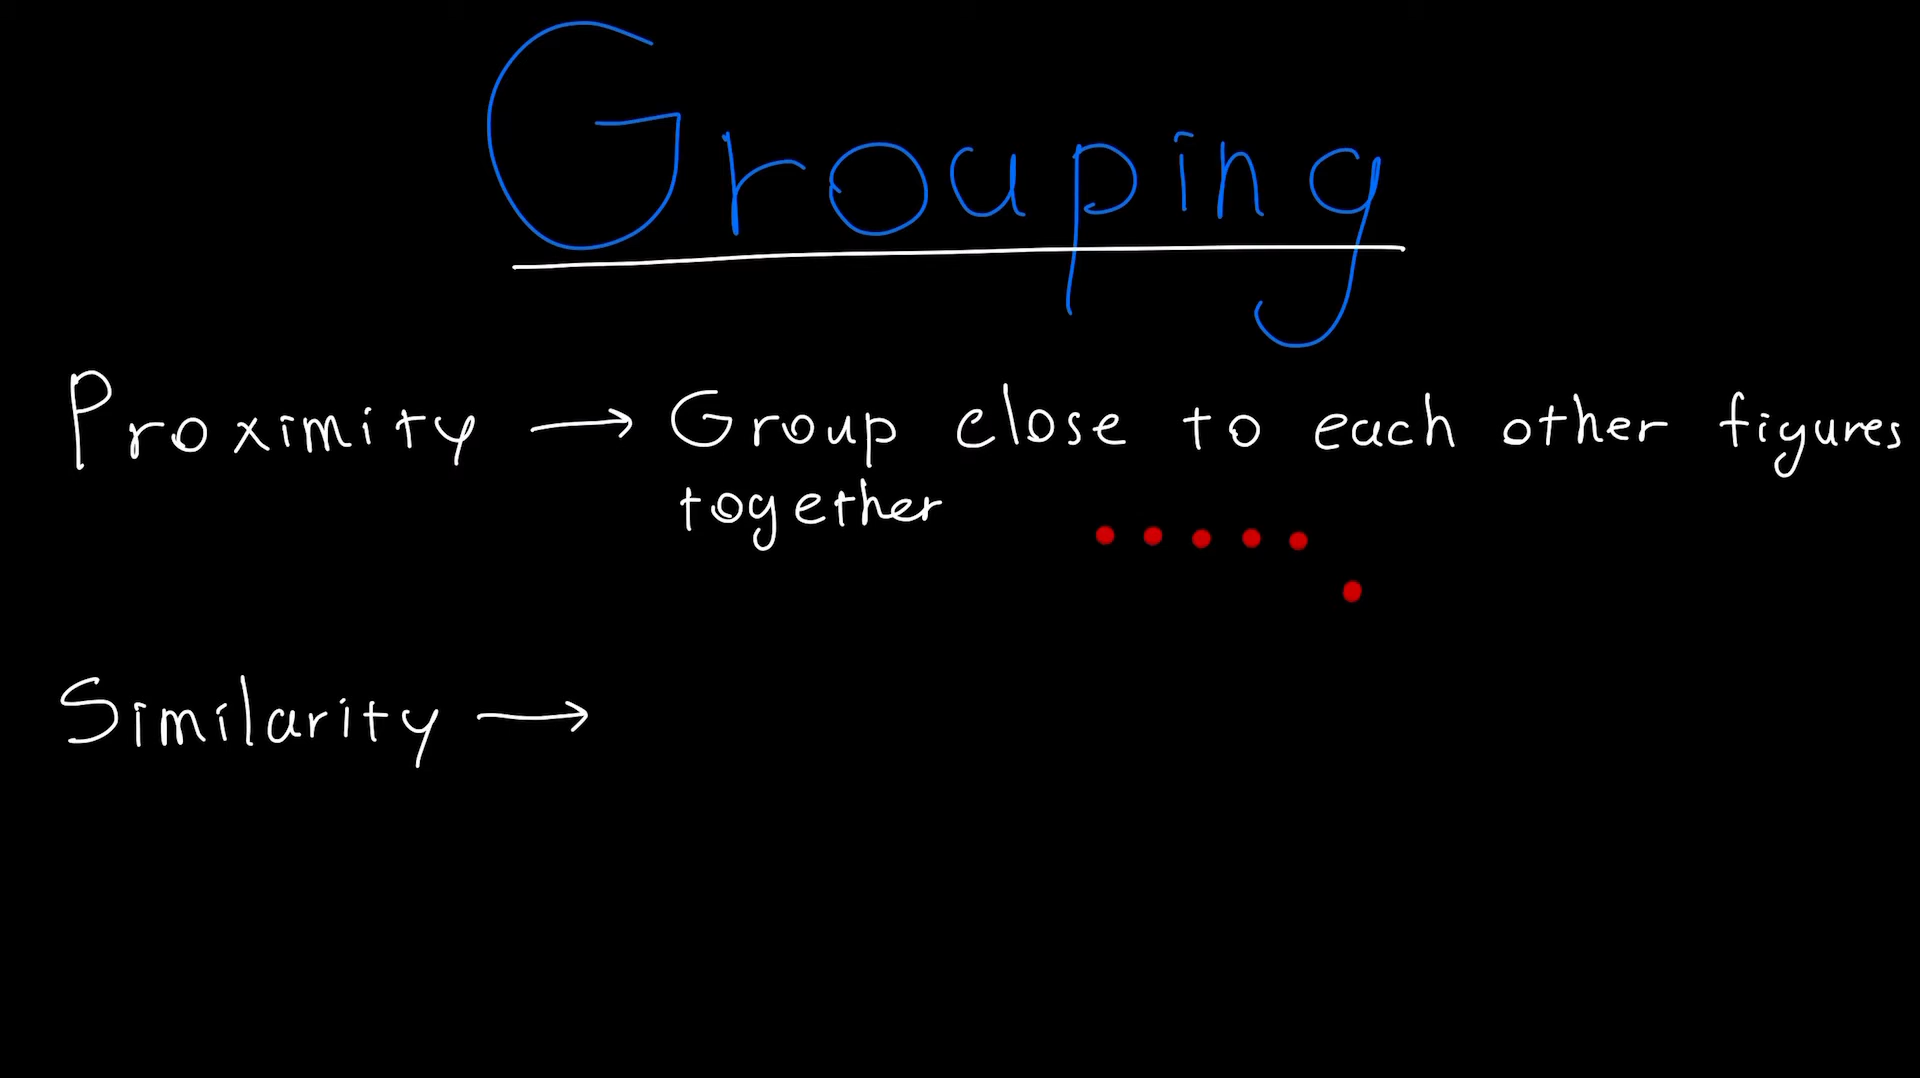 Grouping
Proximity → Group close to each other figures
together
Similarity →